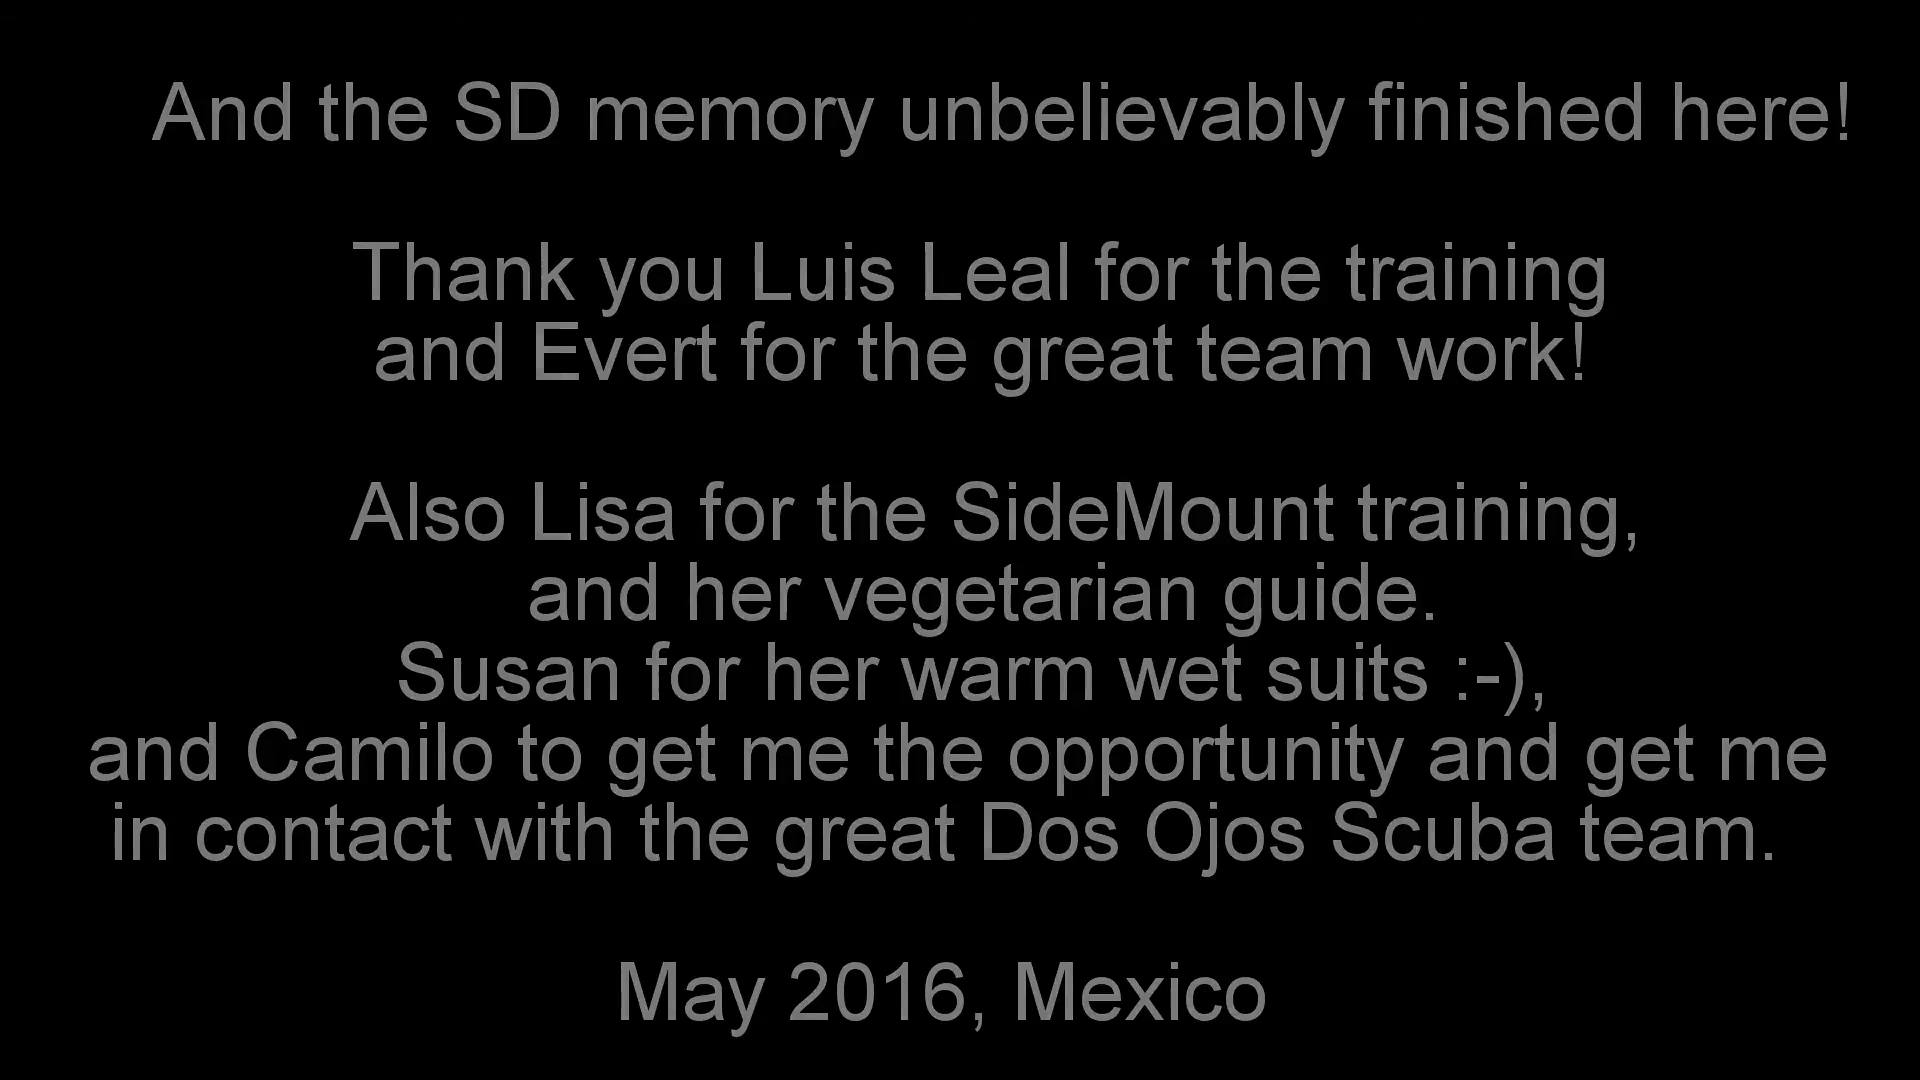 And the SD memory unbelievably finished here!
Thank you Luis Leal for the training
and Evert for the great team work!
Also Lisa for the SideMount training,
and her vegetarian guide.
Susan for her warm wet suits :-),
and Camilo to get me the opportunity and get me
in contact with the great Dos Ojos Scuba team.
May 2016, Mexico